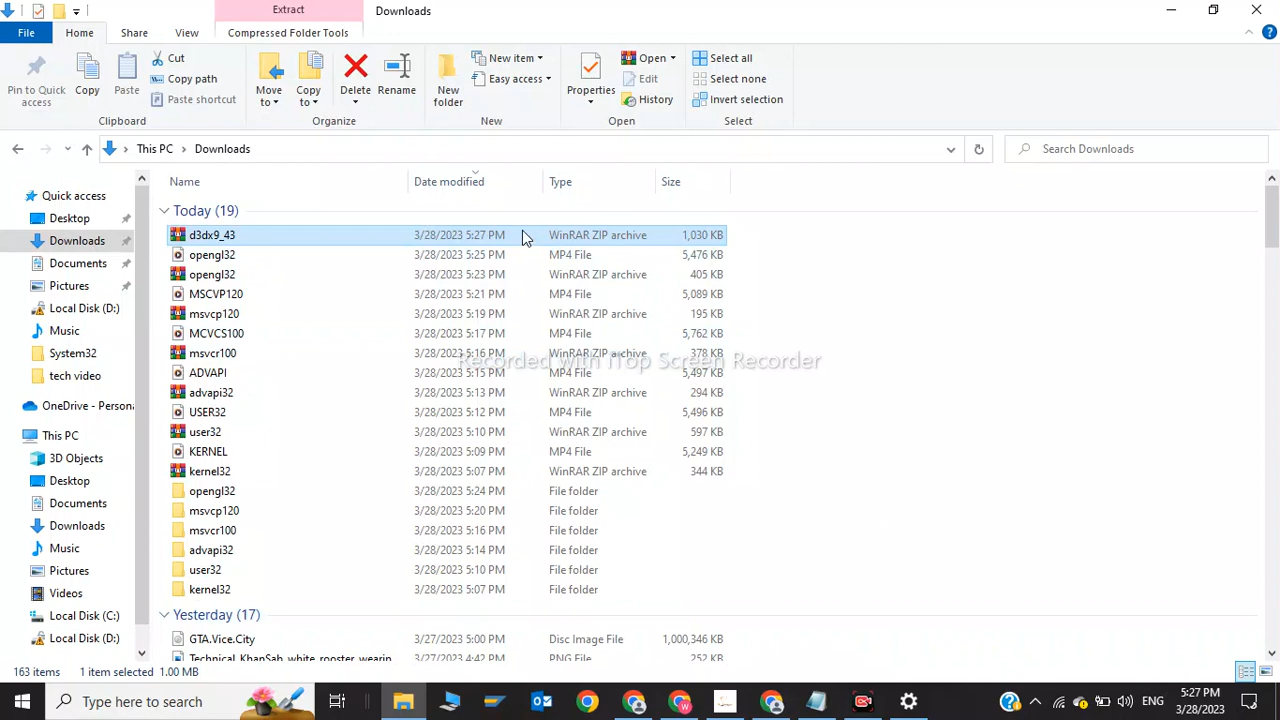 Extract
Downloads
File
Home
Share
View
Compressed Folder Tools
Pin to Quick access
Copy
Paste
Cut
Copy path
Paste shortcut
Clipboard
Move to
Copy to
Delete
Rename
Organize
New folder
New item
Easy access
New
Properties
Open
Edit
History
Open
Select all
Select none
Invert selection
Select
This PC > Downloads
Search Downloads
Quick access
Desktop
Downloads
Documents
Pictures
Local Disk (D:)
Music
System32
tech video
OneDrive - Persona
This PC
3D Objects
Desktop
Documents
Downloads
Music
Pictures
Videos
Local Disk (C:)
Local Disk (D:)
Name Date modified Type Size
Today (19)
d3dx9_43 3/28/2023 5:27 PM WinRAR ZIP archive 1,030 KB
opengl32 3/28/2023 5:25 PM MP4 File 5,476 KB
opengl32 3/28/2023 5:23 PM WinRAR ZIP archive 405 KB
MSCVP120 3/28/2023 5:21 PM MP4 File 5,089 KB
msvcp120 3/28/2023 5:19 PM WinRAR ZIP archive 195 KB
MCVCS100 3/28/2023 5:17 PM MP4 File 5,762 KB
msvcr100 3/28/2023 5:16 PM WinRAR ZIP archive 378 KB
Recorded with iTop Screen Recorder
ADVAPI 3/28/2023 5:15 PM MP4 File 5,497 KB
advapi32 3/28/2023 5:13 PM WinRAR ZIP archive 294 KB
USER32 3/28/2023 5:12 PM MP4 File 5,496 KB
user32 3/28/2023 5:10 PM WinRAR ZIP archive 597 KB
KERNEL 3/28/2023 5:09 PM MP4 File 5,249 KB
kernel32 3/28/2023 5:07 PM WinRAR ZIP archive 344 KB
opengl32 3/28/2023 5:24 PM File folder
msvcp120 3/28/2023 5:20 PM File folder
msvcr100 3/28/2023 5:16 PM File folder
advapi32 3/28/2023 5:14 PM File folder
user32 3/28/2023 5:10 PM File folder
kernel32 3/28/2023 5:07 PM File folder
Yesterday (17)
GTA.Vice.City 3/27/2023 5:00 PM Disc Image File 1,000,346 KB
Technical_KhanSab_white_rooster_wearin... 3/27/2023 4:42 PM PNG File 252 KB
163 items 1 item selected 1.00 MB
Type here to search
ENG
5:27 PM
3/28/2023